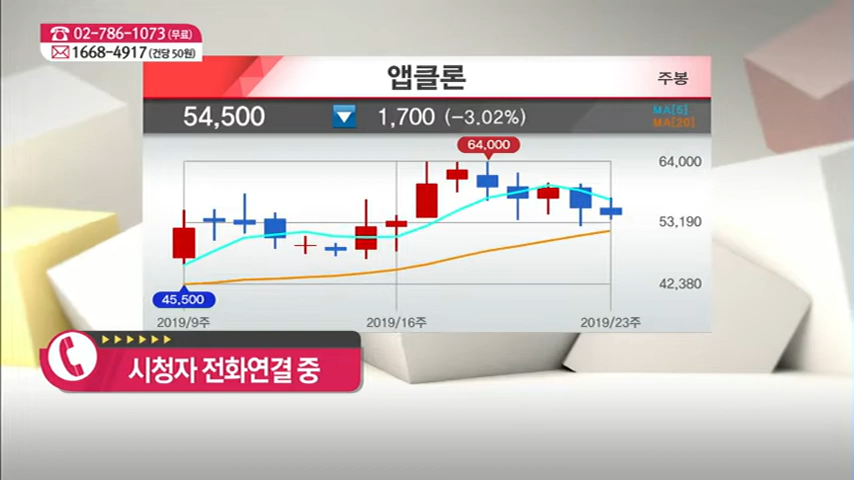 02-786-1073 (무료)
1668-4917 (건당 50원)
앱클론
주봉
54,500 ▼ 1,700 (-3.02%)
MA[5]
MA[20]
64,000
64,000
53,190
42,380
45,500
2019/9주 2019/16주 2019/23주
시청자 전화연결 중